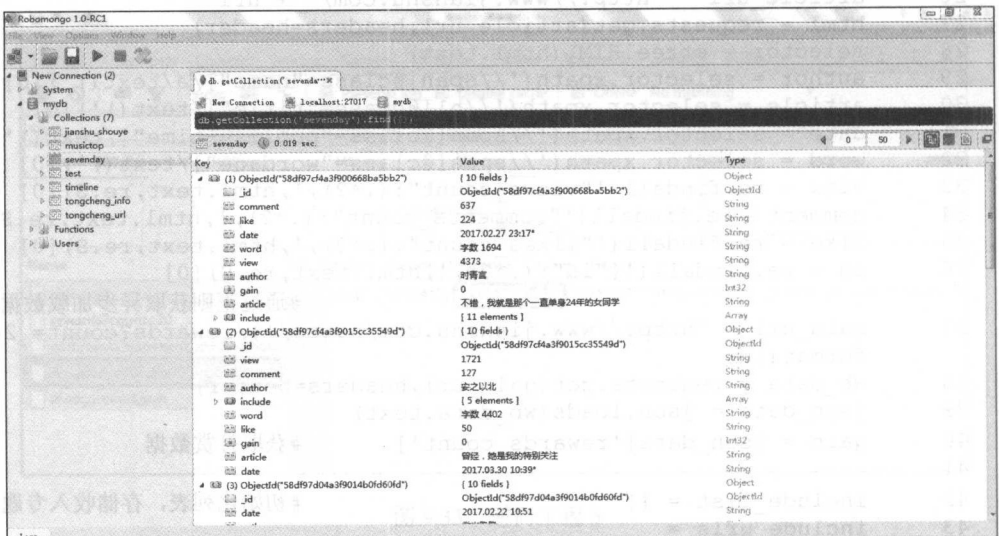 Robomongo 1.0-RC1
File View Options Window Help
New Connection (2)
System
mydb
Collections (7)
jianshu_shouye
musictop
sevenday
test
timeline
tongcheng_info
tongcheng_url
Functions
Users
db.getCollection('sevenda…
New Connection localhost:27017 mydb
db.getCollection('sevenday').find({})
sevenday 0.019 sec. 0 50
Key Value Type
(1) ObjectId("58df97cf4a3f900668ba5bb2") { 10 fields } Object
_id ObjectId("58df97cf4a3f900668ba5bb2") ObjectId
comment 637 String
like 224 String
date 2017.02.27 23:17* String
word 字数 1694 String
view 4373 String
author 时菁言 String
gain 0 Int32
article 不错，我就是那个一直单身24年的女同学 String
include [ 11 elements ] Array
(2) ObjectId("58df97cf4a3f9015cc35549d") { 10 fields } Object
_id ObjectId("58df97cf4a3f9015cc35549d") ObjectId
view 1721 String
comment 127 String
author 安之以北 String
include [ 5 elements ] Array
word 字数 4402 String
like 50 String
gain 0 Int32
article 曾经，她是我的特别关注 String
date 2017.03.30 10:39* String
(3) ObjectId("58df97d04a3f9014b0fd60fd") { 10 fields } Object
_id ObjectId("58df97d04a3f9014b0fd60fd") ObjectId
date 2017.02.22 10:51 String